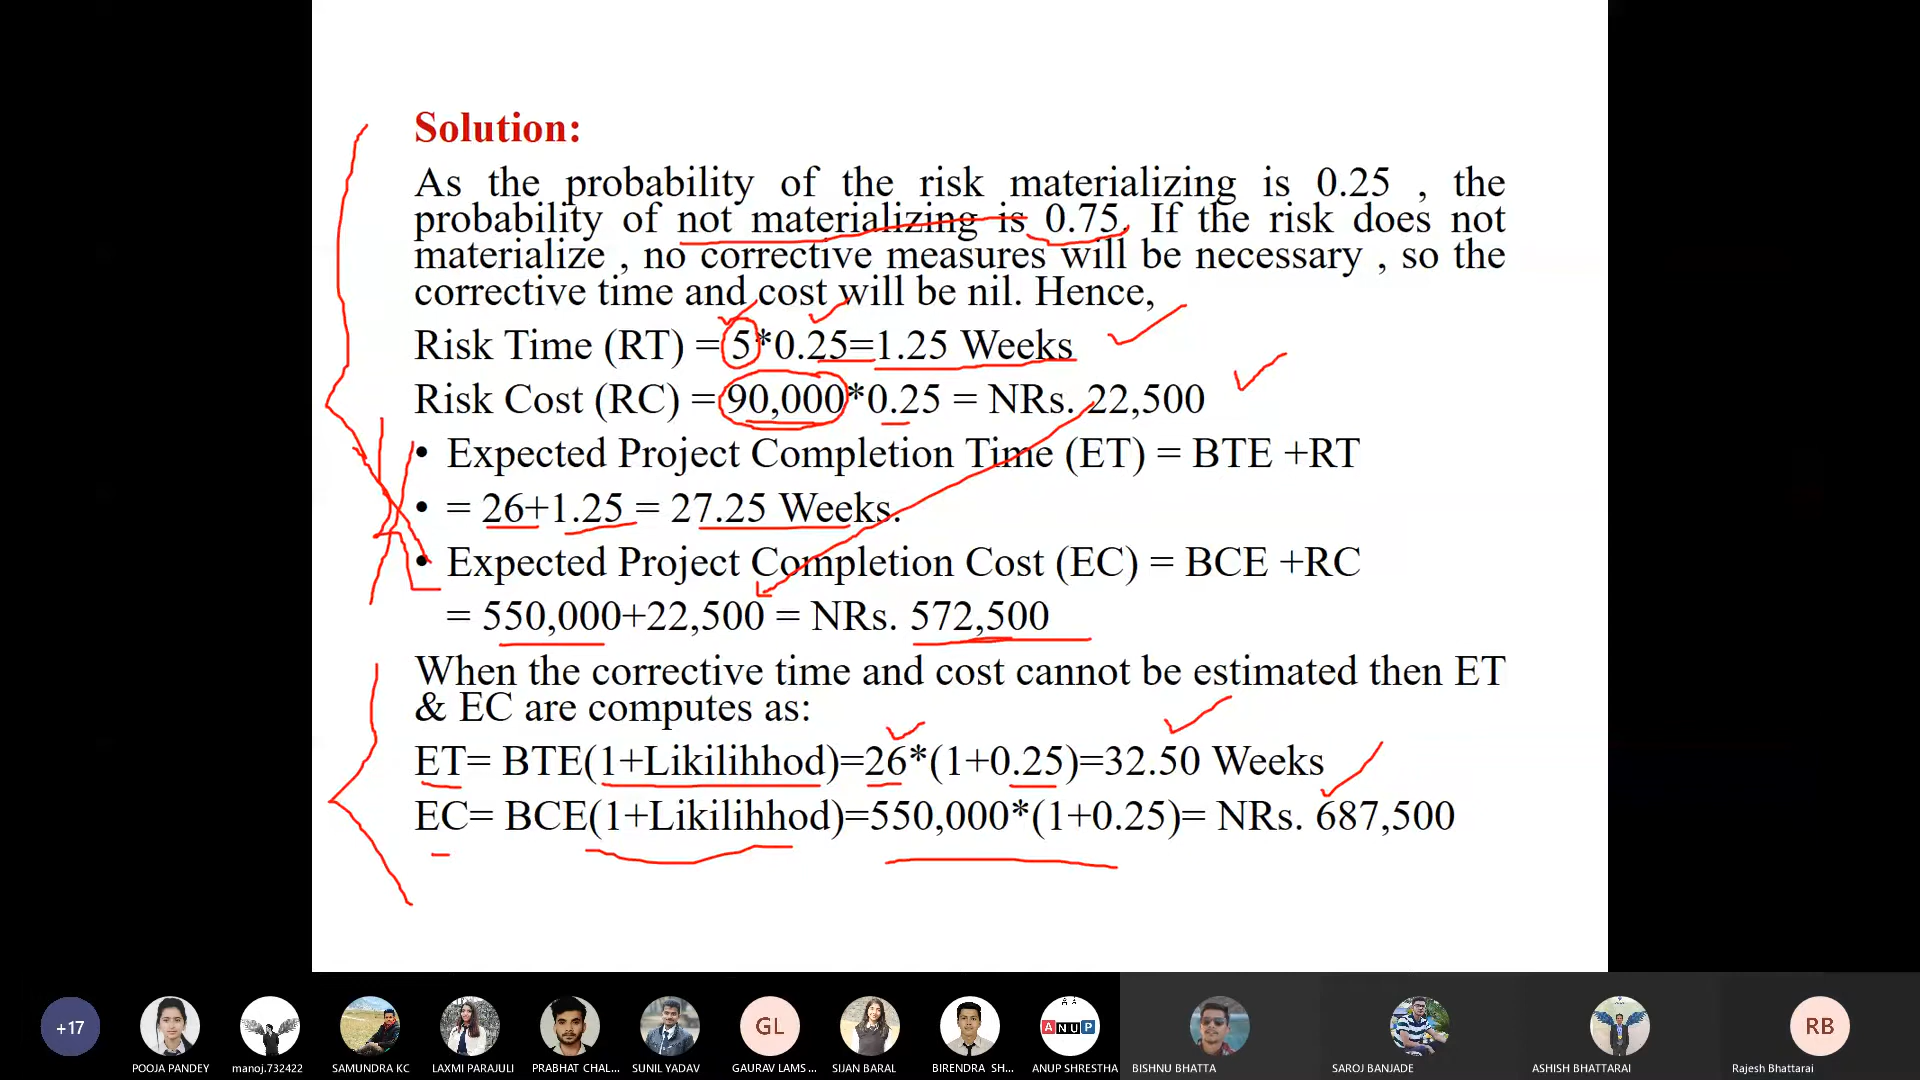 Solution:
As the probability of the risk materializing is 0.25 , the
probability of not materializing is 0.75. If the risk does not
materialize , no corrective measures will be necessary , so the
corrective time and cost will be nil. Hence,
Risk Time (RT) = 5*0.25=1.25 Weeks
Risk Cost (RC) = 90,000*0.25 = NRs. 22,500
• Expected Project Completion Time (ET) = BTE +RT
• = 26+1.25 = 27.25 Weeks.
• Expected Project Completion Cost (EC) = BCE +RC
= 550,000+22,500 = NRs. 572,500
When the corrective time and cost cannot be estimated then ET
& EC are computes as:
ET= BTE(1+Likilihhod)=26*(1+0.25)=32.50 Weeks
EC= BCE(1+Likilihhod)=550,000*(1+0.25)= NRs. 687,500
+17 GL ANUP RB
POOJA PANDEY manoj.732422 SAMUNDRA KC LAXMI PARAJULI PRABHAT CHAL... SUNIL YADAV GAURAV LAMS ... SIJAN BARAL BIRENDRA SH... ANUP SHRESTHA BISHNU BHATTA SAROJ BANJADE ASHISH BHATTARAI Rajesh Bhattarai